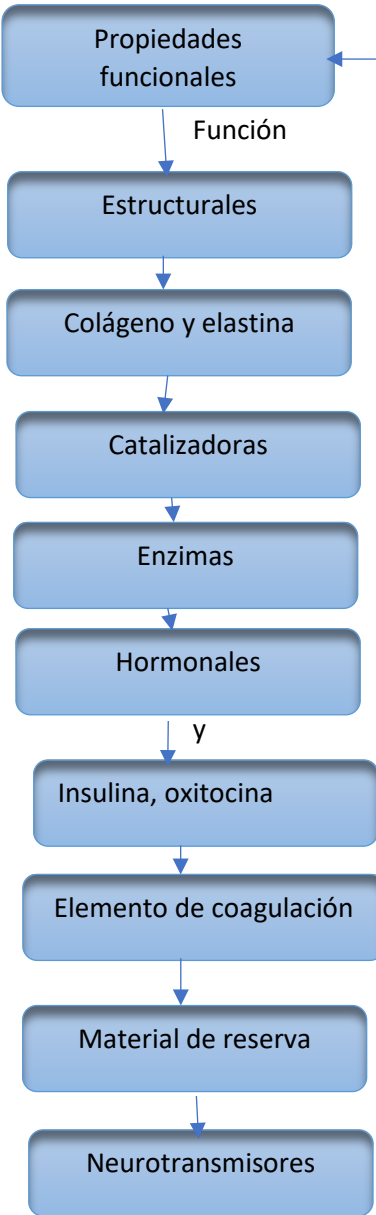 Propiedades
funcionales
Función
Estructurales
Colágeno y elastina
Catalizadoras
Enzimas
Hormonales
y
Insulina, oxitocina
Elemento de coagulación
Material de reserva
Neurotransmisores